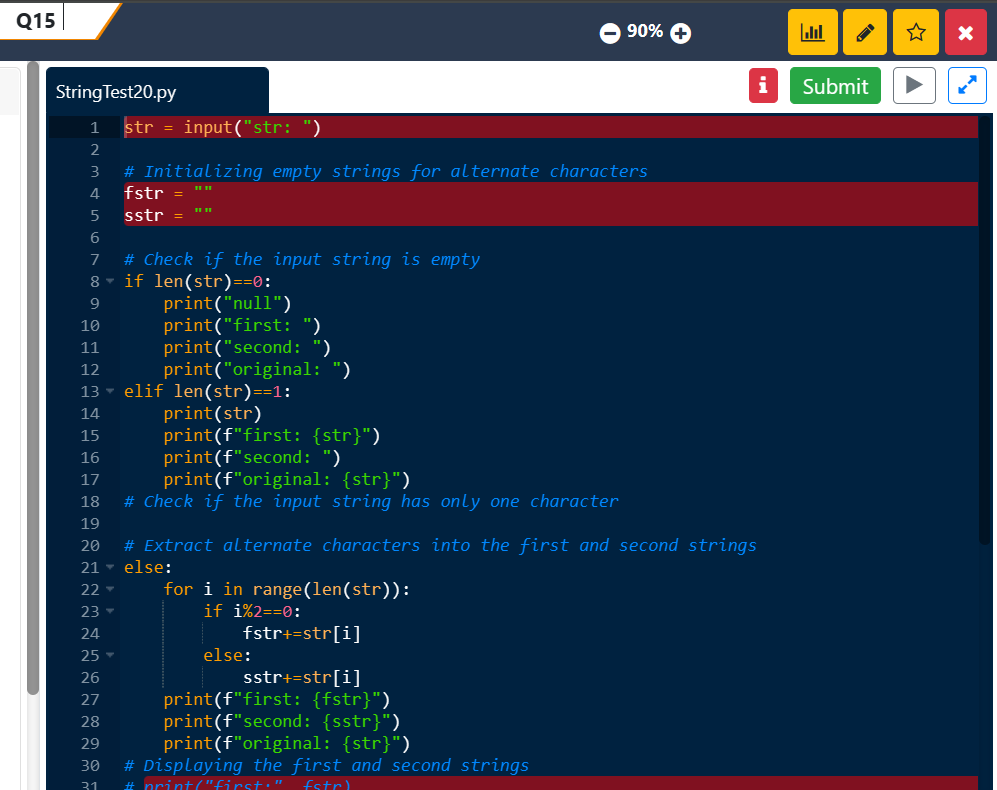 Q15
90%
StringTest20.py
Submit
1 str = input("str: ")
2
3 # Initializing empty strings for alternate characters
4 fstr = ""
5 sstr = ""
6
7 # Check if the input string is empty
8 if len(str)==0:
9     print("null")
10     print("first: ")
11     print("second: ")
12     print("original: ")
13 elif len(str)==1:
14     print(str)
15     print(f"first: {str}")
16     print(f"second: ")
17     print(f"original: {str}")
18 # Check if the input string has only one character
19
20 # Extract alternate characters into the first and second strings
21 else:
22     for i in range(len(str)):
23         if i%2==0:
24             fstr+=str[i]
25         else:
26             sstr+=str[i]
27     print(f"first: {fstr}")
28     print(f"second: {sstr}")
29     print(f"original: {str}")
30 # Displaying the first and second strings
31 # print("first:", fstr)